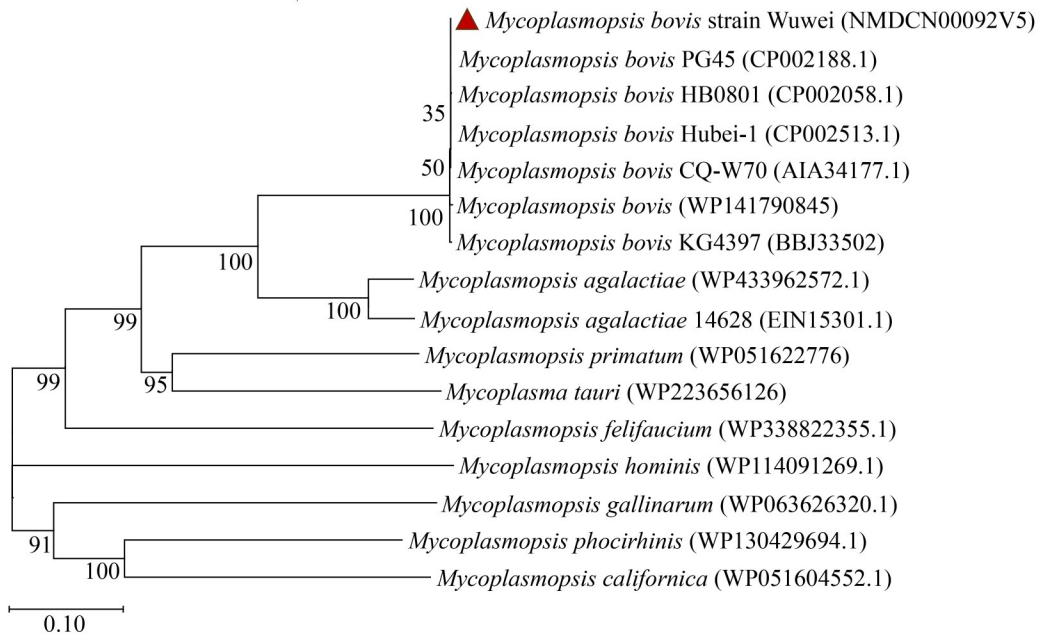 Mycoplasmopsis bovis strain Wuwei (NMDCN00092V5)
Mycoplasmopsis bovis PG45 (CP002188.1)
Mycoplasmopsis bovis HB0801 (CP002058.1)
35
Mycoplasmopsis bovis Hubei-1 (CP002513.1)
50
Mycoplasmopsis bovis CQ-W70 (AIA34177.1)
Mycoplasmopsis bovis (WP141790845)
100
Mycoplasmopsis bovis KG4397 (BBJ33502)
100
Mycoplasmopsis agalactiae (WP433962572.1)
100
Mycoplasmopsis agalactiae 14628 (EIN15301.1)
99
Mycoplasmopsis primatum (WP051622776)
99
95
Mycoplasma tauri (WP223656126)
Mycoplasmopsis felifaucium (WP338822355.1)
Mycoplasmopsis hominis (WP114091269.1)
Mycoplasmopsis gallinarum (WP063626320.1)
91
Mycoplasmopsis phocirhinis (WP130429694.1)
100
Mycoplasmopsis californica (WP051604552.1)
0.10